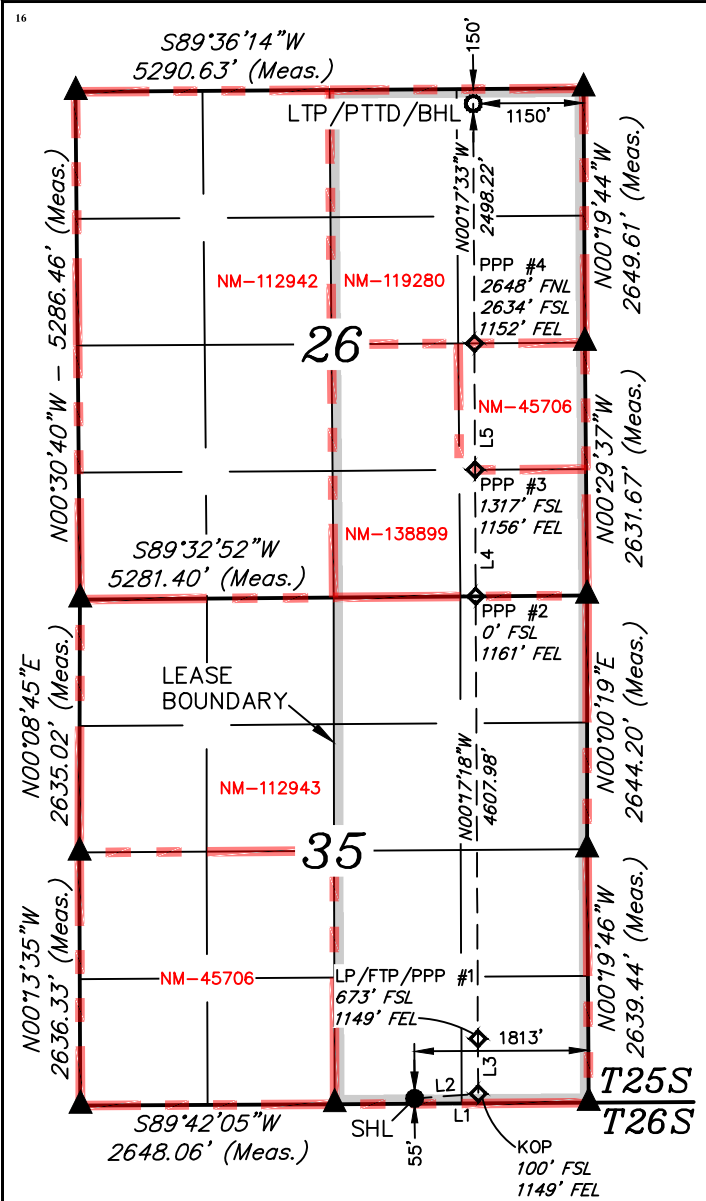 16
S89°36'14"W
5290.63' (Meas.)
150'
LTP/PTTD/BHL
1150'
N00°17'33"W
2498.22'
N00°19'44"W
2649.61' (Meas.)
N00°30'40"W – 5286.46' (Meas.)
NM-112942
NM-119280
PPP #4
2648' FNL
2634' FSL
1152' FEL
26
NM-45706
L5
N00°29'37"W
2631.67' (Meas.)
PPP #3
1317' FSL
1156' FEL
NM-138899
L4
S89°32'52"W
5281.40' (Meas.)
PPP #2
0' FSL
1161' FEL
LEASE
BOUNDARY
N00°08'45"E
2635.02' (Meas.)
N00°17'18"W
4607.98'
N00°00'19"E
2644.20' (Meas.)
NM-112943
35
N00°13'35"W
2636.33' (Meas.)
NM-45706
LP/FTP/PPP #1
673' FSL
1149' FEL
N00°19'46"W
2639.44' (Meas.)
1813'
L3
L2
L1
T25S
T26S
S89°42'05"W
2648.06' (Meas.)
SHL
55'
KOP
100' FSL
1149' FEL